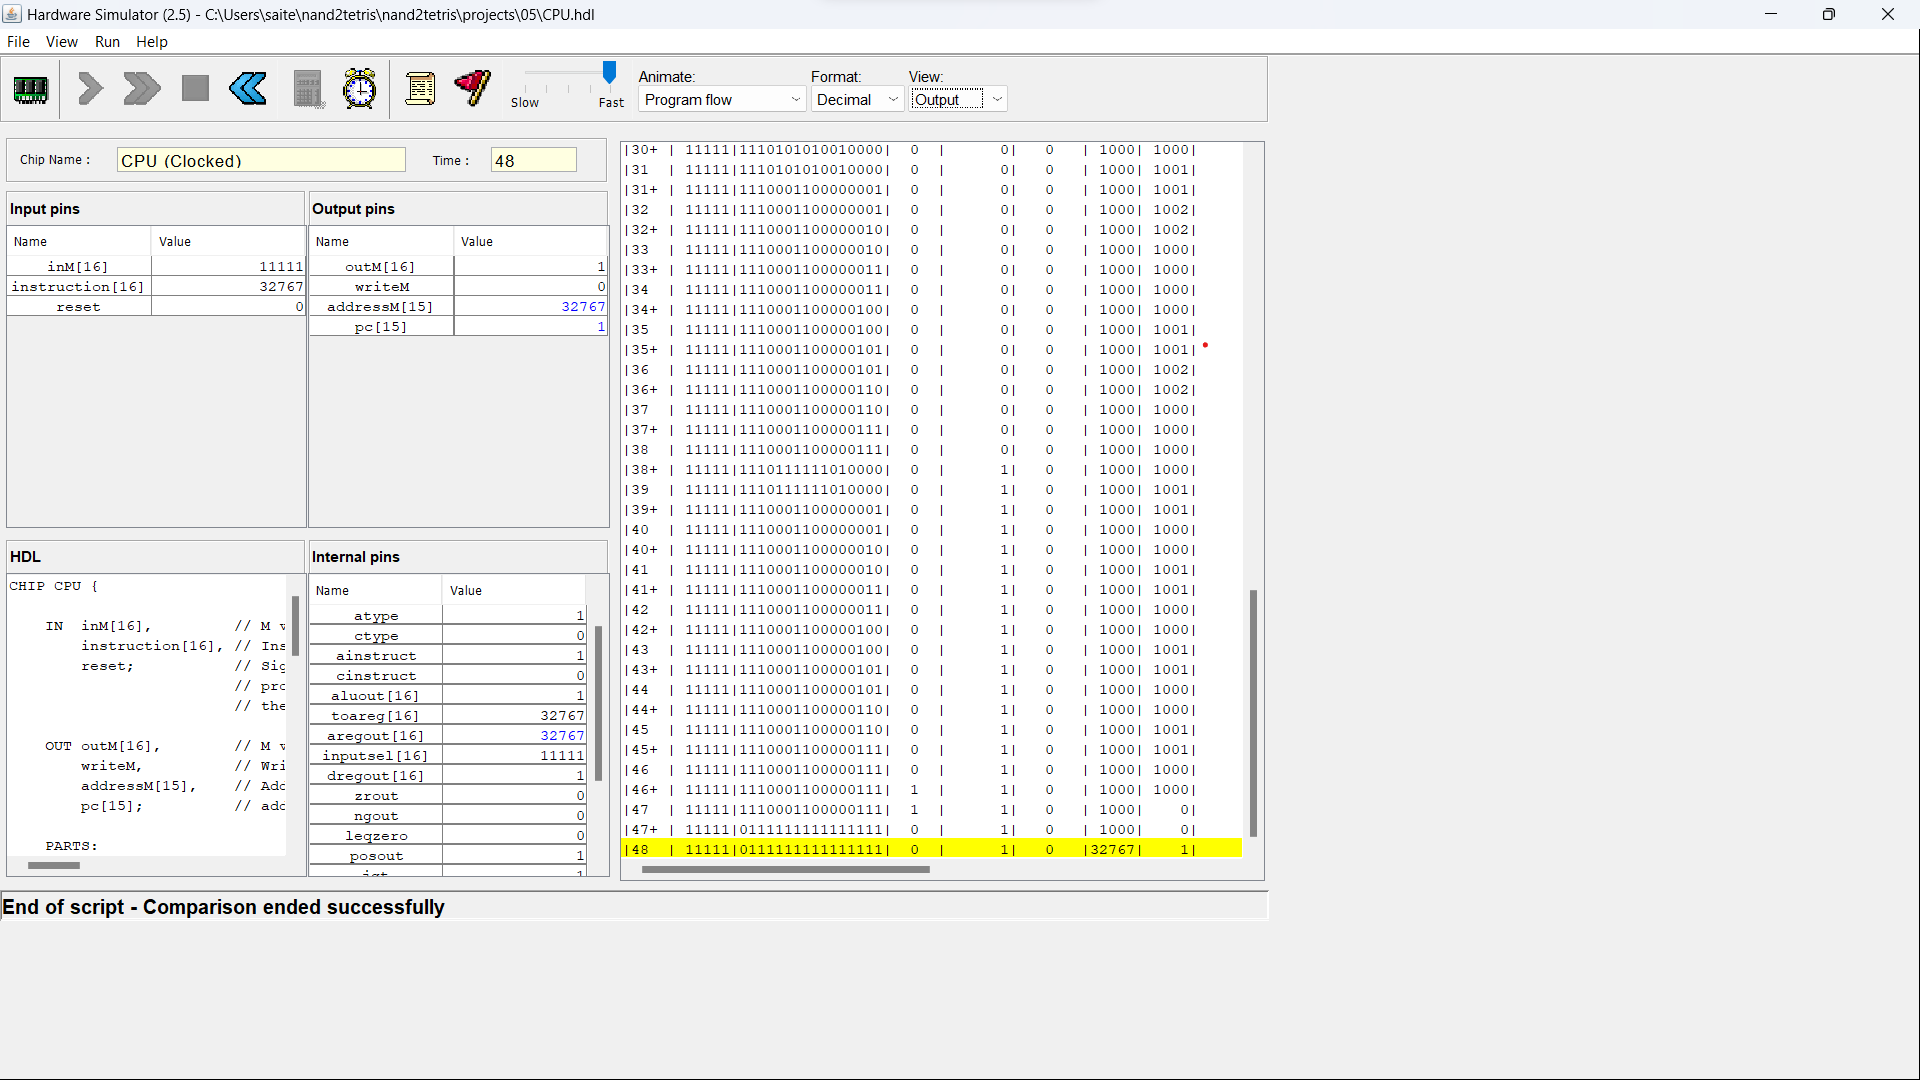 Hardware Simulator (2.5) - C:\Users\saite\nand2tetris\nand2tetris\projects\05\CPU.hdl
File View Run Help
Slow Fast
Animate:
Program flow
Format:
Decimal
View:
Output
Chip Name :
CPU (Clocked)
Time :
48
Input pins
Name Value
inM[16] 11111
instruction[16] 32767
reset 0
Output pins
Name Value
outM[16] 1
writeM 0
addressM[15] 32767
pc[15] 1
HDL
CHIP CPU {
IN inM[16], // M v
instruction[16], // Ins
reset; // Sig
// pro
// the
OUT outM[16], // M v
writeM, // Wri
addressM[15], // Add
pc[15]; // add
PARTS:
Internal pins
Name Value
atype 1
ctype 0
ainstruct 1
cinstruct 0
aluout[16] 1
toareg[16] 32767
aregout[16] 32767
inputsel[16] 11111
dregout[16] 1
zrout 0
ngout 0
leqzero 0
posout 1
jgt 1
|30+ | 11111|1110101010010000| 0 | 0| 0 | 1000| 1000|
|31 | 11111|1110101010010000| 0 | 0| 0 | 1000| 1001|
|31+ | 11111|1110001100000001| 0 | 0| 0 | 1000| 1001|
|32 | 11111|1110001100000001| 0 | 0| 0 | 1000| 1002|
|32+ | 11111|1110001100000010| 0 | 0| 0 | 1000| 1002|
|33 | 11111|1110001100000010| 0 | 0| 0 | 1000| 1000|
|33+ | 11111|1110001100000011| 0 | 0| 0 | 1000| 1000|
|34 | 11111|1110001100000011| 0 | 0| 0 | 1000| 1000|
|34+ | 11111|1110001100000100| 0 | 0| 0 | 1000| 1000|
|35 | 11111|1110001100000100| 0 | 0| 0 | 1000| 1001|
|35+ | 11111|1110001100000101| 0 | 0| 0 | 1000| 1001|
|36 | 11111|1110001100000101| 0 | 0| 0 | 1000| 1002|
|36+ | 11111|1110001100000110| 0 | 0| 0 | 1000| 1002|
|37 | 11111|1110001100000110| 0 | 0| 0 | 1000| 1000|
|37+ | 11111|1110001100000111| 0 | 0| 0 | 1000| 1000|
|38 | 11111|1110001100000111| 0 | 0| 0 | 1000| 1000|
|38+ | 11111|1110111111010000| 0 | 1| 0 | 1000| 1000|
|39 | 11111|1110111111010000| 0 | 1| 0 | 1000| 1001|
|39+ | 11111|1110001100000001| 0 | 1| 0 | 1000| 1001|
|40 | 11111|1110001100000001| 0 | 1| 0 | 1000| 1000|
|40+ | 11111|1110001100000010| 0 | 1| 0 | 1000| 1000|
|41 | 11111|1110001100000010| 0 | 1| 0 | 1000| 1001|
|41+ | 11111|1110001100000011| 0 | 1| 0 | 1000| 1001|
|42 | 11111|1110001100000011| 0 | 1| 0 | 1000| 1000|
|42+ | 11111|1110001100000100| 0 | 1| 0 | 1000| 1000|
|43 | 11111|1110001100000100| 0 | 1| 0 | 1000| 1001|
|43+ | 11111|1110001100000101| 0 | 1| 0 | 1000| 1001|
|44 | 11111|1110001100000101| 0 | 1| 0 | 1000| 1000|
|44+ | 11111|1110001100000110| 0 | 1| 0 | 1000| 1000|
|45 | 11111|1110001100000110| 0 | 1| 0 | 1000| 1001|
|45+ | 11111|1110001100000111| 0 | 1| 0 | 1000| 1001|
|46 | 11111|1110001100000111| 0 | 1| 0 | 1000| 1000|
|46+ | 11111|1110001100000111| 1 | 1| 0 | 1000| 1000|
|47 | 11111|1110001100000111| 1 | 1| 0 | 1000| 0|
|47+ | 11111|0111111111111111| 0 | 1| 0 | 1000| 0|
|48 | 11111|0111111111111111| 0 | 1| 0 |32767| 1|
End of script - Comparison ended successfully